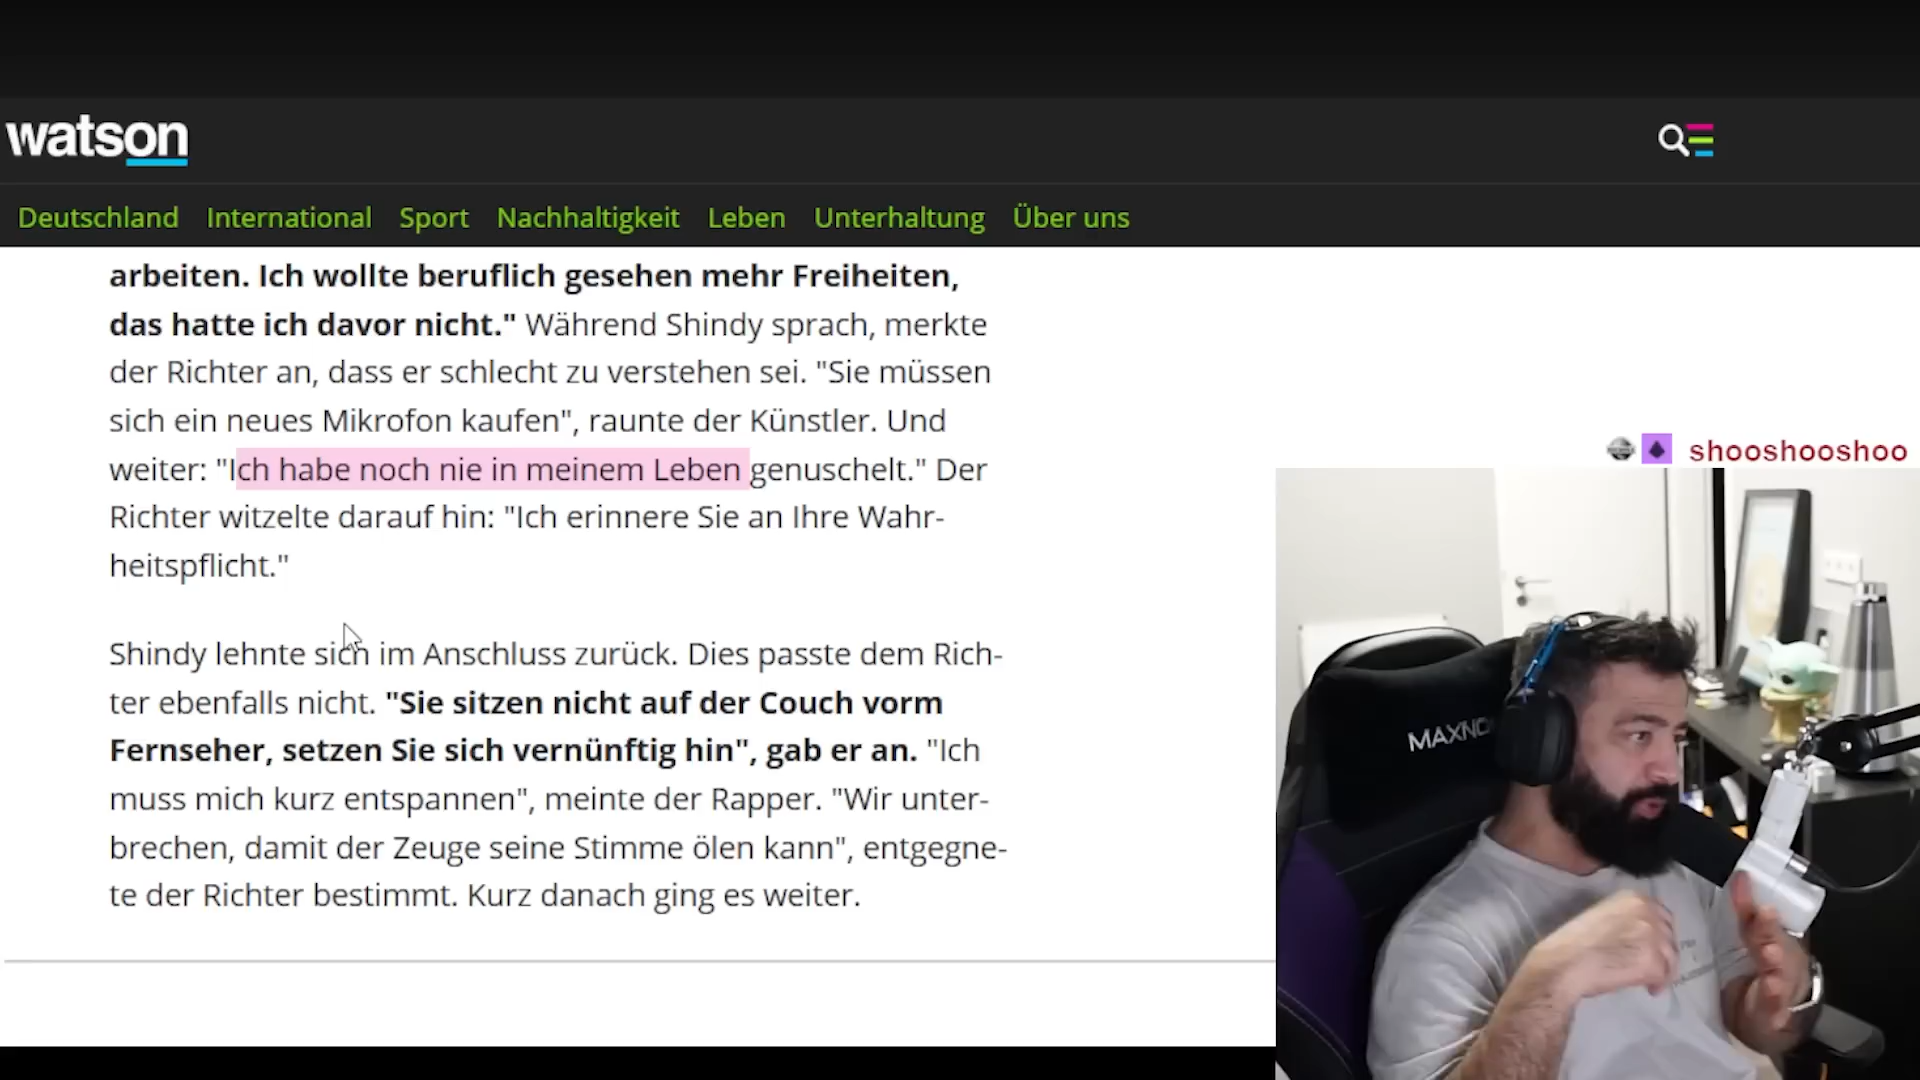 watson
Deutschland International Sport Nachhaltigkeit Leben Unterhaltung Über uns
arbeiten. Ich wollte beruflich gesehen mehr Freiheiten,
das hatte ich davor nicht." Während Shindy sprach, merkte
der Richter an, dass er schlecht zu verstehen sei. "Sie müssen
sich ein neues Mikrofon kaufen", raunte der Künstler. Und
weiter: "Ich habe noch nie in meinem Leben genuschelt." Der
Richter witzelte darauf hin: "Ich erinnere Sie an Ihre Wahr-
heitspflicht."
Shindy lehnte sich im Anschluss zurück. Dies passte dem Rich-
ter ebenfalls nicht. "Sie sitzen nicht auf der Couch vorm
Fernseher, setzen Sie sich vernünftig hin", gab er an. "Ich
muss mich kurz entspannen", meinte der Rapper. "Wir unter-
brechen, damit der Zeuge seine Stimme ölen kann", entgegne-
te der Richter bestimmt. Kurz danach ging es weiter.
shooshooshoo